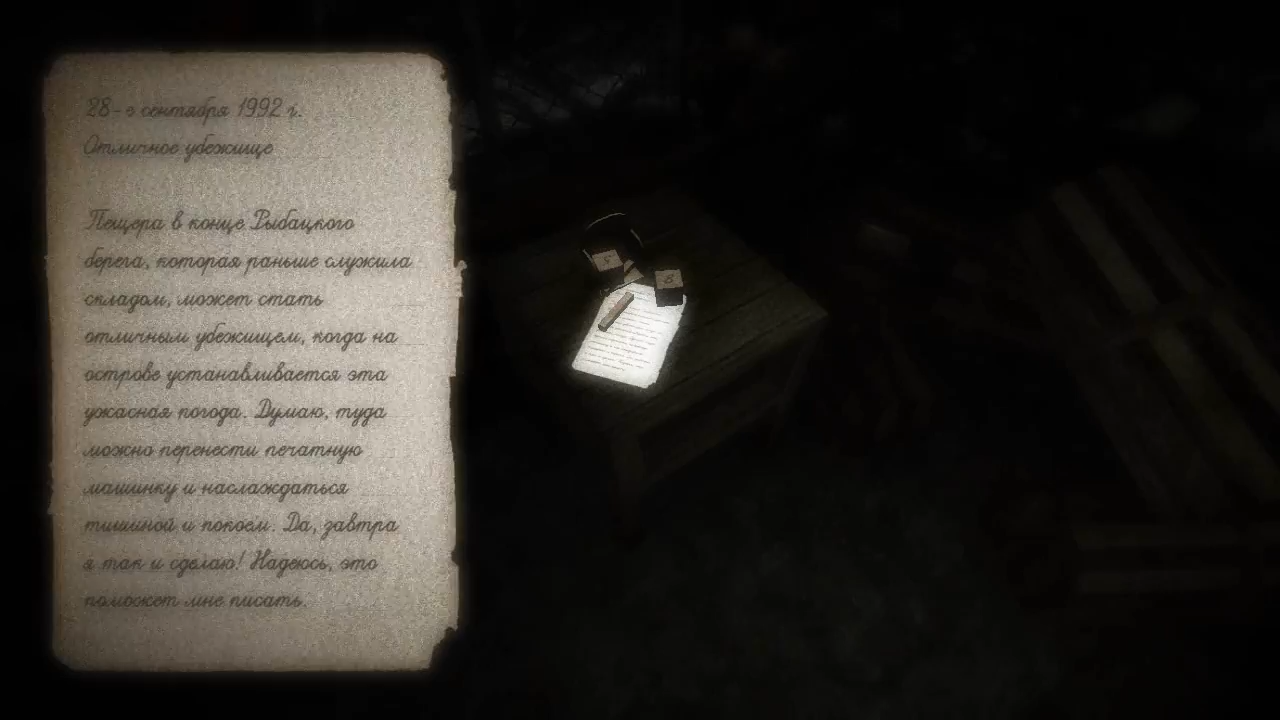 28-е сентября 1992 г.
Отличное убежище
Пещера в конце Рыбацкого
берега, которая раньше служила
складом, может стать
отличным убежищем, когда на
острове устанавливается эта
ужасная погода. Думаю, туда
можно перенести печатную
машинку и наслаждаться
тишиной и покоем. Да, завтра
я так и сделаю! Надеюсь, это
поможет мне писать.